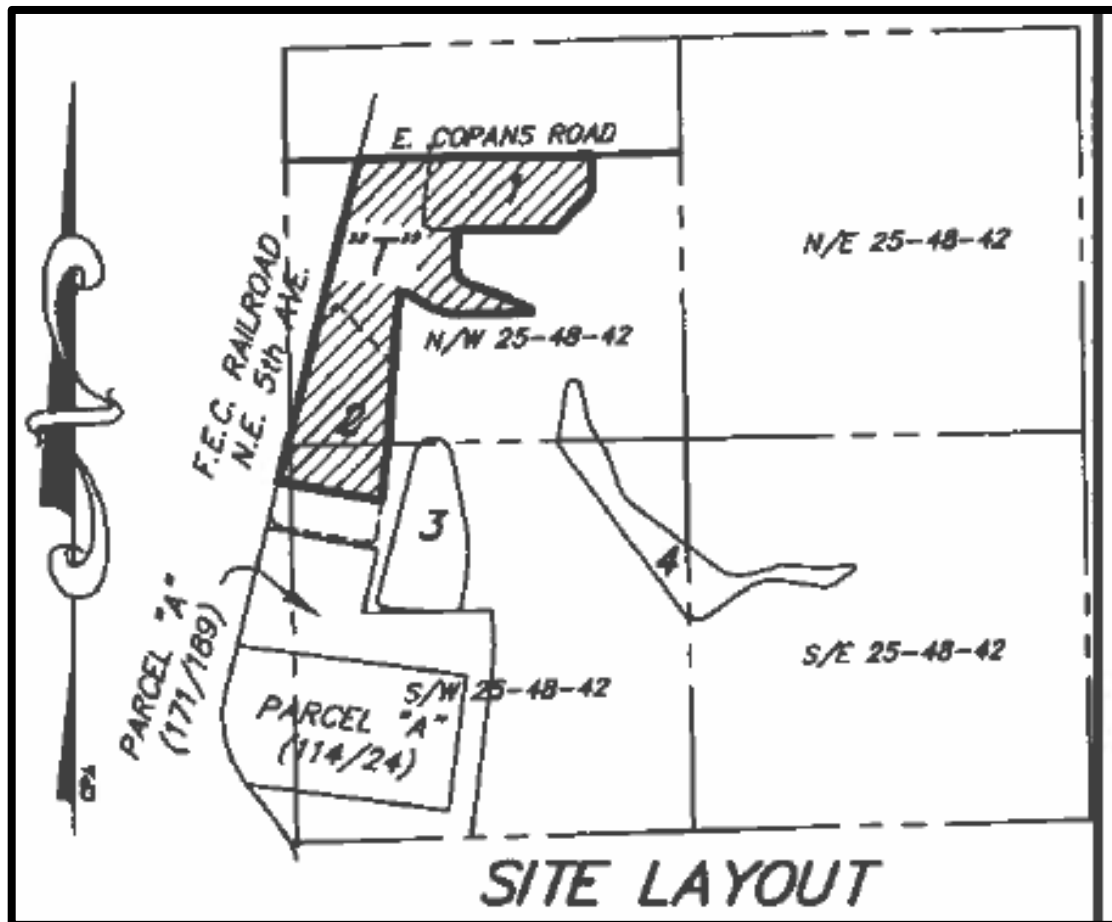 E. COPANS ROAD
1
"T"
N/E 25-48-42
F.E.C. RAILROAD
N.E. 5th AVE.
N/W 25-48-42
2
3
4
PARCEL "A"
(171/189)
S/W 25-48-42
S/E 25-48-42
PARCEL "A"
(114/24)
SITE LAYOUT